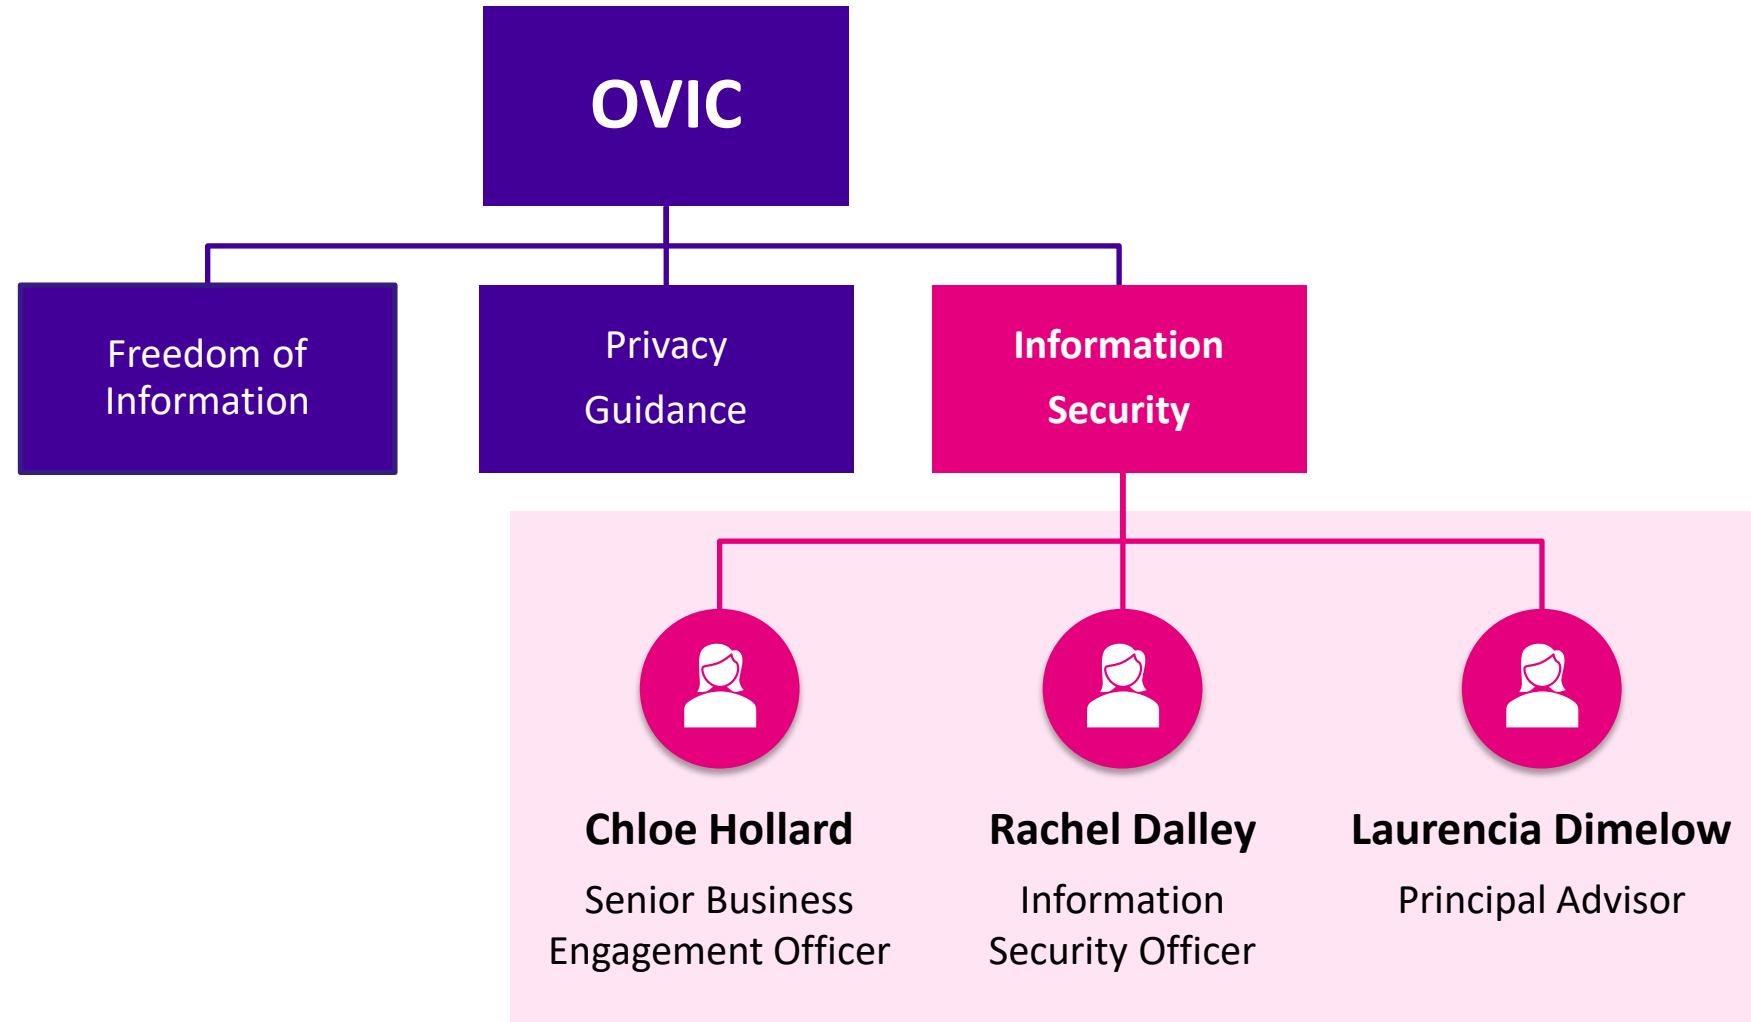 OVIC
Freedom of
Information
Privacy
Guidance
Information
Security
Chloe Hollard
Senior Business
Engagement Officer
Rachel Dalley
Information
Security Officer
Laurencia Dimelow
Principal Advisor